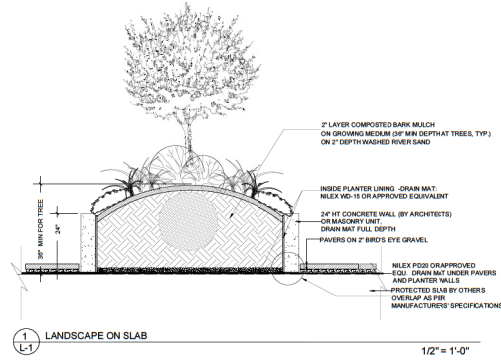 2" LAYER COMPOSTED BARK MULCH
ON GROWING MEDIUM (36" MIN DEPTH AT TREES, TYP.)
ON 2" DEPTH WASHED RIVER SAND
INSIDE PLANTER LINING -DRAIN MAT:
NILEX WD-15 OR APPROVED EQUIVALENT
24" HT CONCRETE WALL (BY ARCHITECTS)
OR MASONRY UNIT,
DRAIN MAT FULL DEPTH
PAVERS ON 2" BIRD'S EYE GRAVEL
NILEX PD20 OR APPROVED
EQU. DRAIN MAT UNDER PAVERS
AND PLANTER WALLS
PROTECTED SLAB BY OTHERS
OVERLAP AS PER
MANUFACTURERS' SPECIFICATIONS
36" MIN FOR TREE
24"
1
L-1
LANDSCAPE ON SLAB
1/2" = 1'-0"